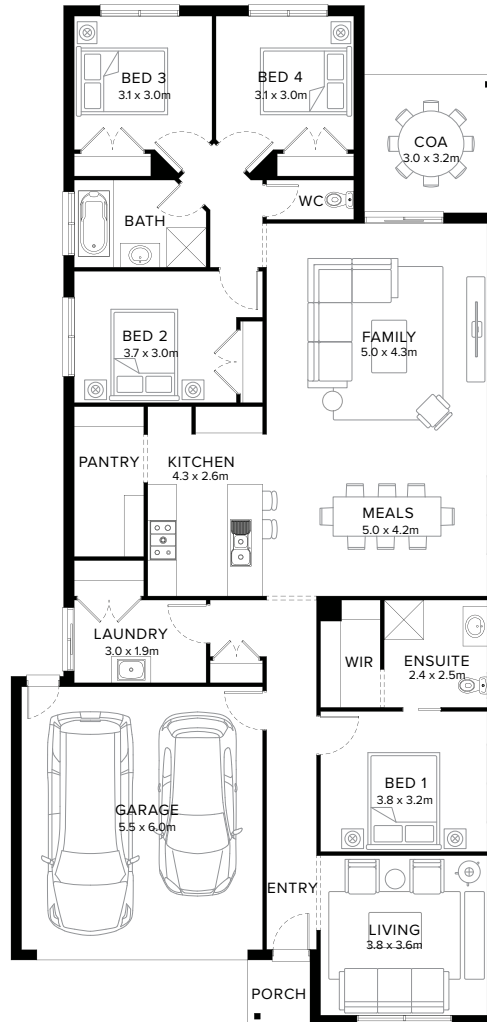 BED 3
3.1 x 3.0m
BED 4
3.1 x 3.0m
COA
3.0 x 3.2m
WC
BATH
BED 2
3.7 x 3.0m
FAMILY
5.0 x 4.3m
PANTRY
KITCHEN
4.3 x 2.6m
MEALS
5.0 x 4.2m
LAUNDRY
3.0 x 1.9m
WIR
ENSUITE
2.4 x 2.5m
BED 1
3.8 x 3.2m
GARAGE
5.5 x 6.0m
ENTRY
LIVING
3.8 x 3.6m
PORCH